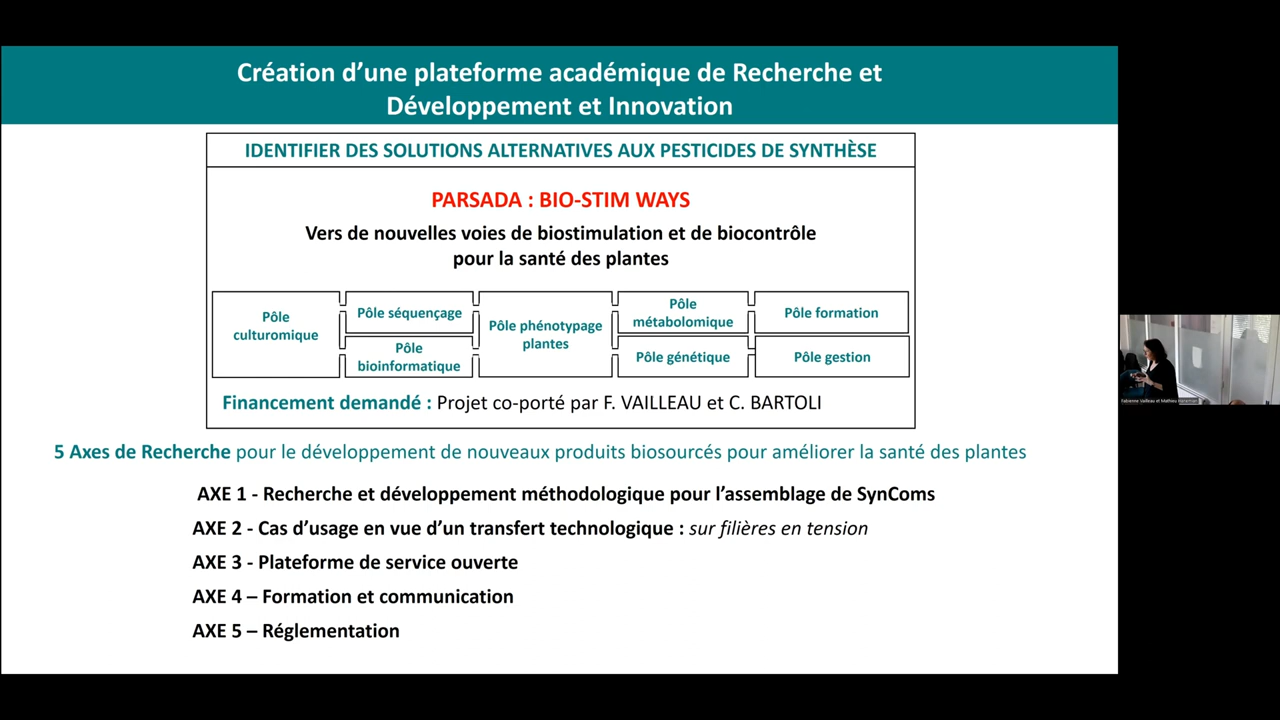 Création d’une plateforme académique de Recherche et
Développement et Innovation
IDENTIFIER DES SOLUTIONS ALTERNATIVES AUX PESTICIDES DE SYNTHÈSE
PARSADA : BIO-STIM WAYS
Vers de nouvelles voies de biostimulation et de biocontrôle
pour la santé des plantes
Pôle
culturomique
Pôle séquençage
Pôle
bioinformatique
Pôle phénotypage
plantes
Pôle
métabolomique
Pôle génétique
Pôle formation
Pôle gestion
Financement demandé : Projet co-porté par F. VAILLEAU et C. BARTOLI
5 Axes de Recherche pour le développement de nouveaux produits biosourcés pour améliorer la santé des plantes
AXE 1 - Recherche et développement méthodologique pour l’assemblage de SynComs
AXE 2 - Cas d’usage en vue d’un transfert technologique : sur filières en tension
AXE 3 - Plateforme de service ouverte
AXE 4 – Formation et communication
AXE 5 – Réglementation
Fabienne Vailleau et Mathieu